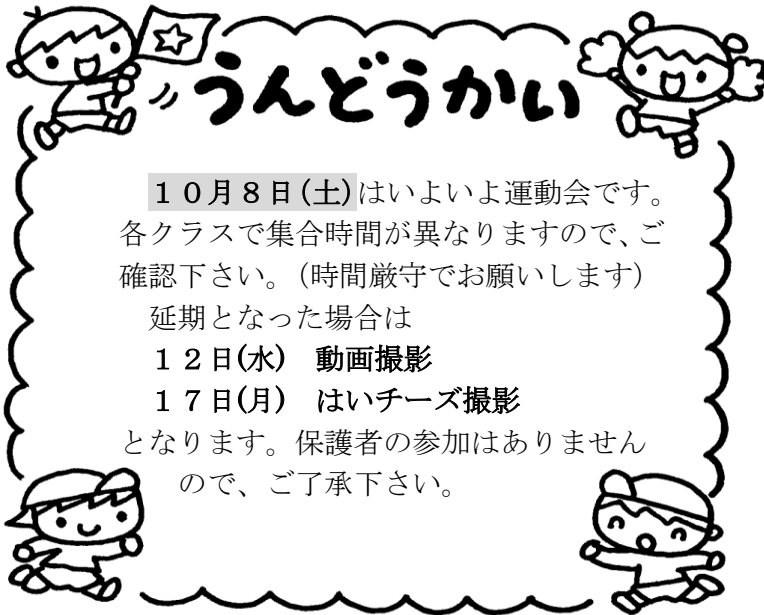 うんどうかい
１０月８日(土)はいよいよ運動会です。
各クラスで集合時間が異なりますので、ご
確認下さい。(時間厳守でお願いします)
延期となった場合は
１２日(水)　動画撮影
１７日(月)　はいチーズ撮影
となります。保護者の参加はありません
ので、ご了承下さい。